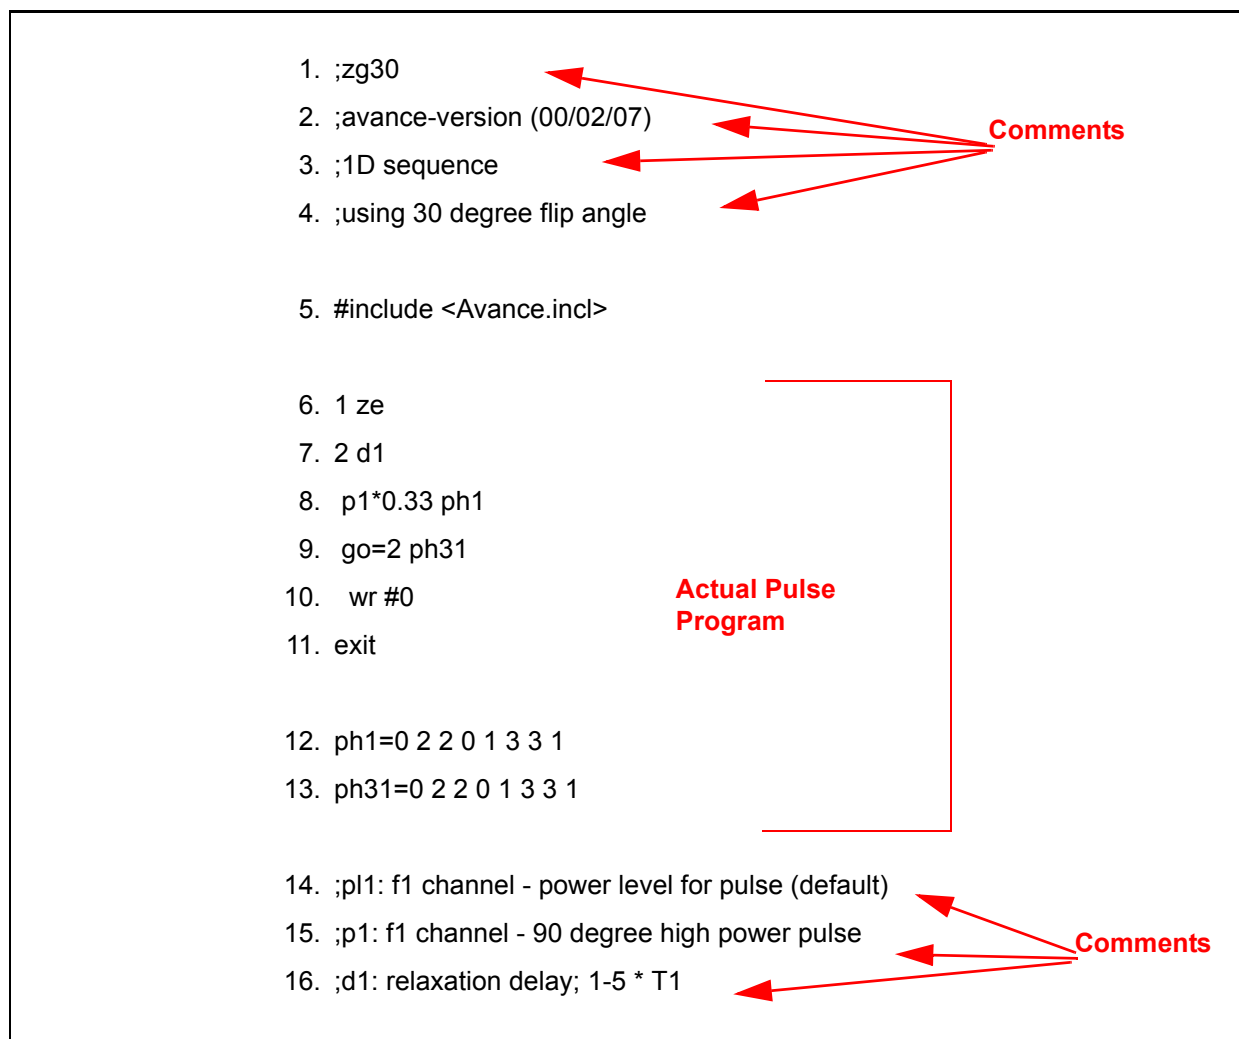 1. ;zg30
2. ;avance-version (00/02/07)
Comments
3. ;1D sequence
4. ;using 30 degree flip angle
5. #include <Avance.incl>
6. 1 ze
7. 2 d1
8. p1*0.33 ph1
9. go=2 ph31
10. wr #0
Actual Pulse
Program
11. exit
12. ph1=0 2 2 0 1 3 3 1
13. ph31=0 2 2 0 1 3 3 1
14. ;pl1: f1 channel - power level for pulse (default)
15. ;p1: f1 channel - 90 degree high power pulse
Comments
16. ;d1: relaxation delay; 1-5 * T1